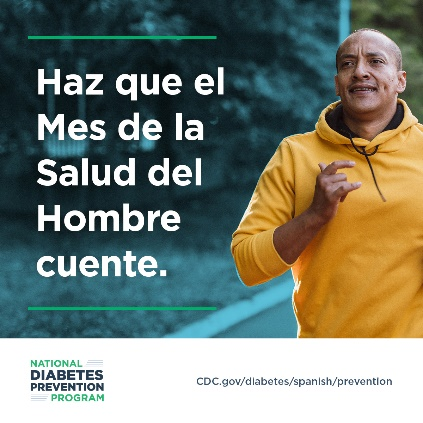 Haz que el
Mes de la
Salud del
Hombre
cuente.
NATIONAL
DIABETES
PREVENTION
PROGRAM
CDC.gov/diabetes/spanish/prevention